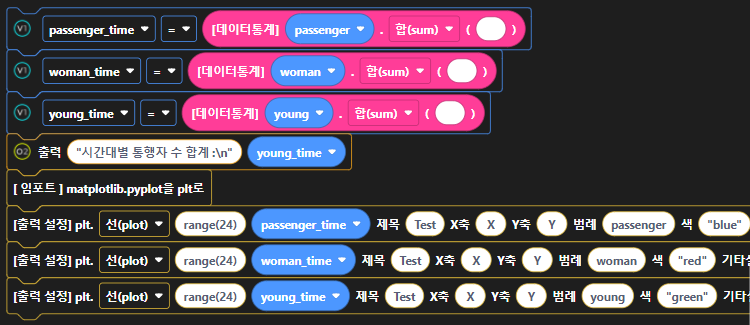 V1 passenger_time = [데이터통계] passenger . 합(sum) ( )
V1 woman_time = [데이터통계] woman . 합(sum) ( )
V1 young_time = [데이터통계] young . 합(sum) ( )
O2 출력 "시간대별 통행자 수 합계 :\n" young_time
[ 임포트 ] matplotlib.pyplot을 plt로
[출력 설정] plt. 선(plot) range(24) passenger_time 제목 Test X축 X Y축 Y 범례 passenger 색 "blue"
[출력 설정] plt. 선(plot) range(24) woman_time 제목 Test X축 X Y축 Y 범례 woman 색 "red" 기타
[출력 설정] plt. 선(plot) range(24) young_time 제목 Test X축 X Y축 Y 범례 young 색 "green" 기타